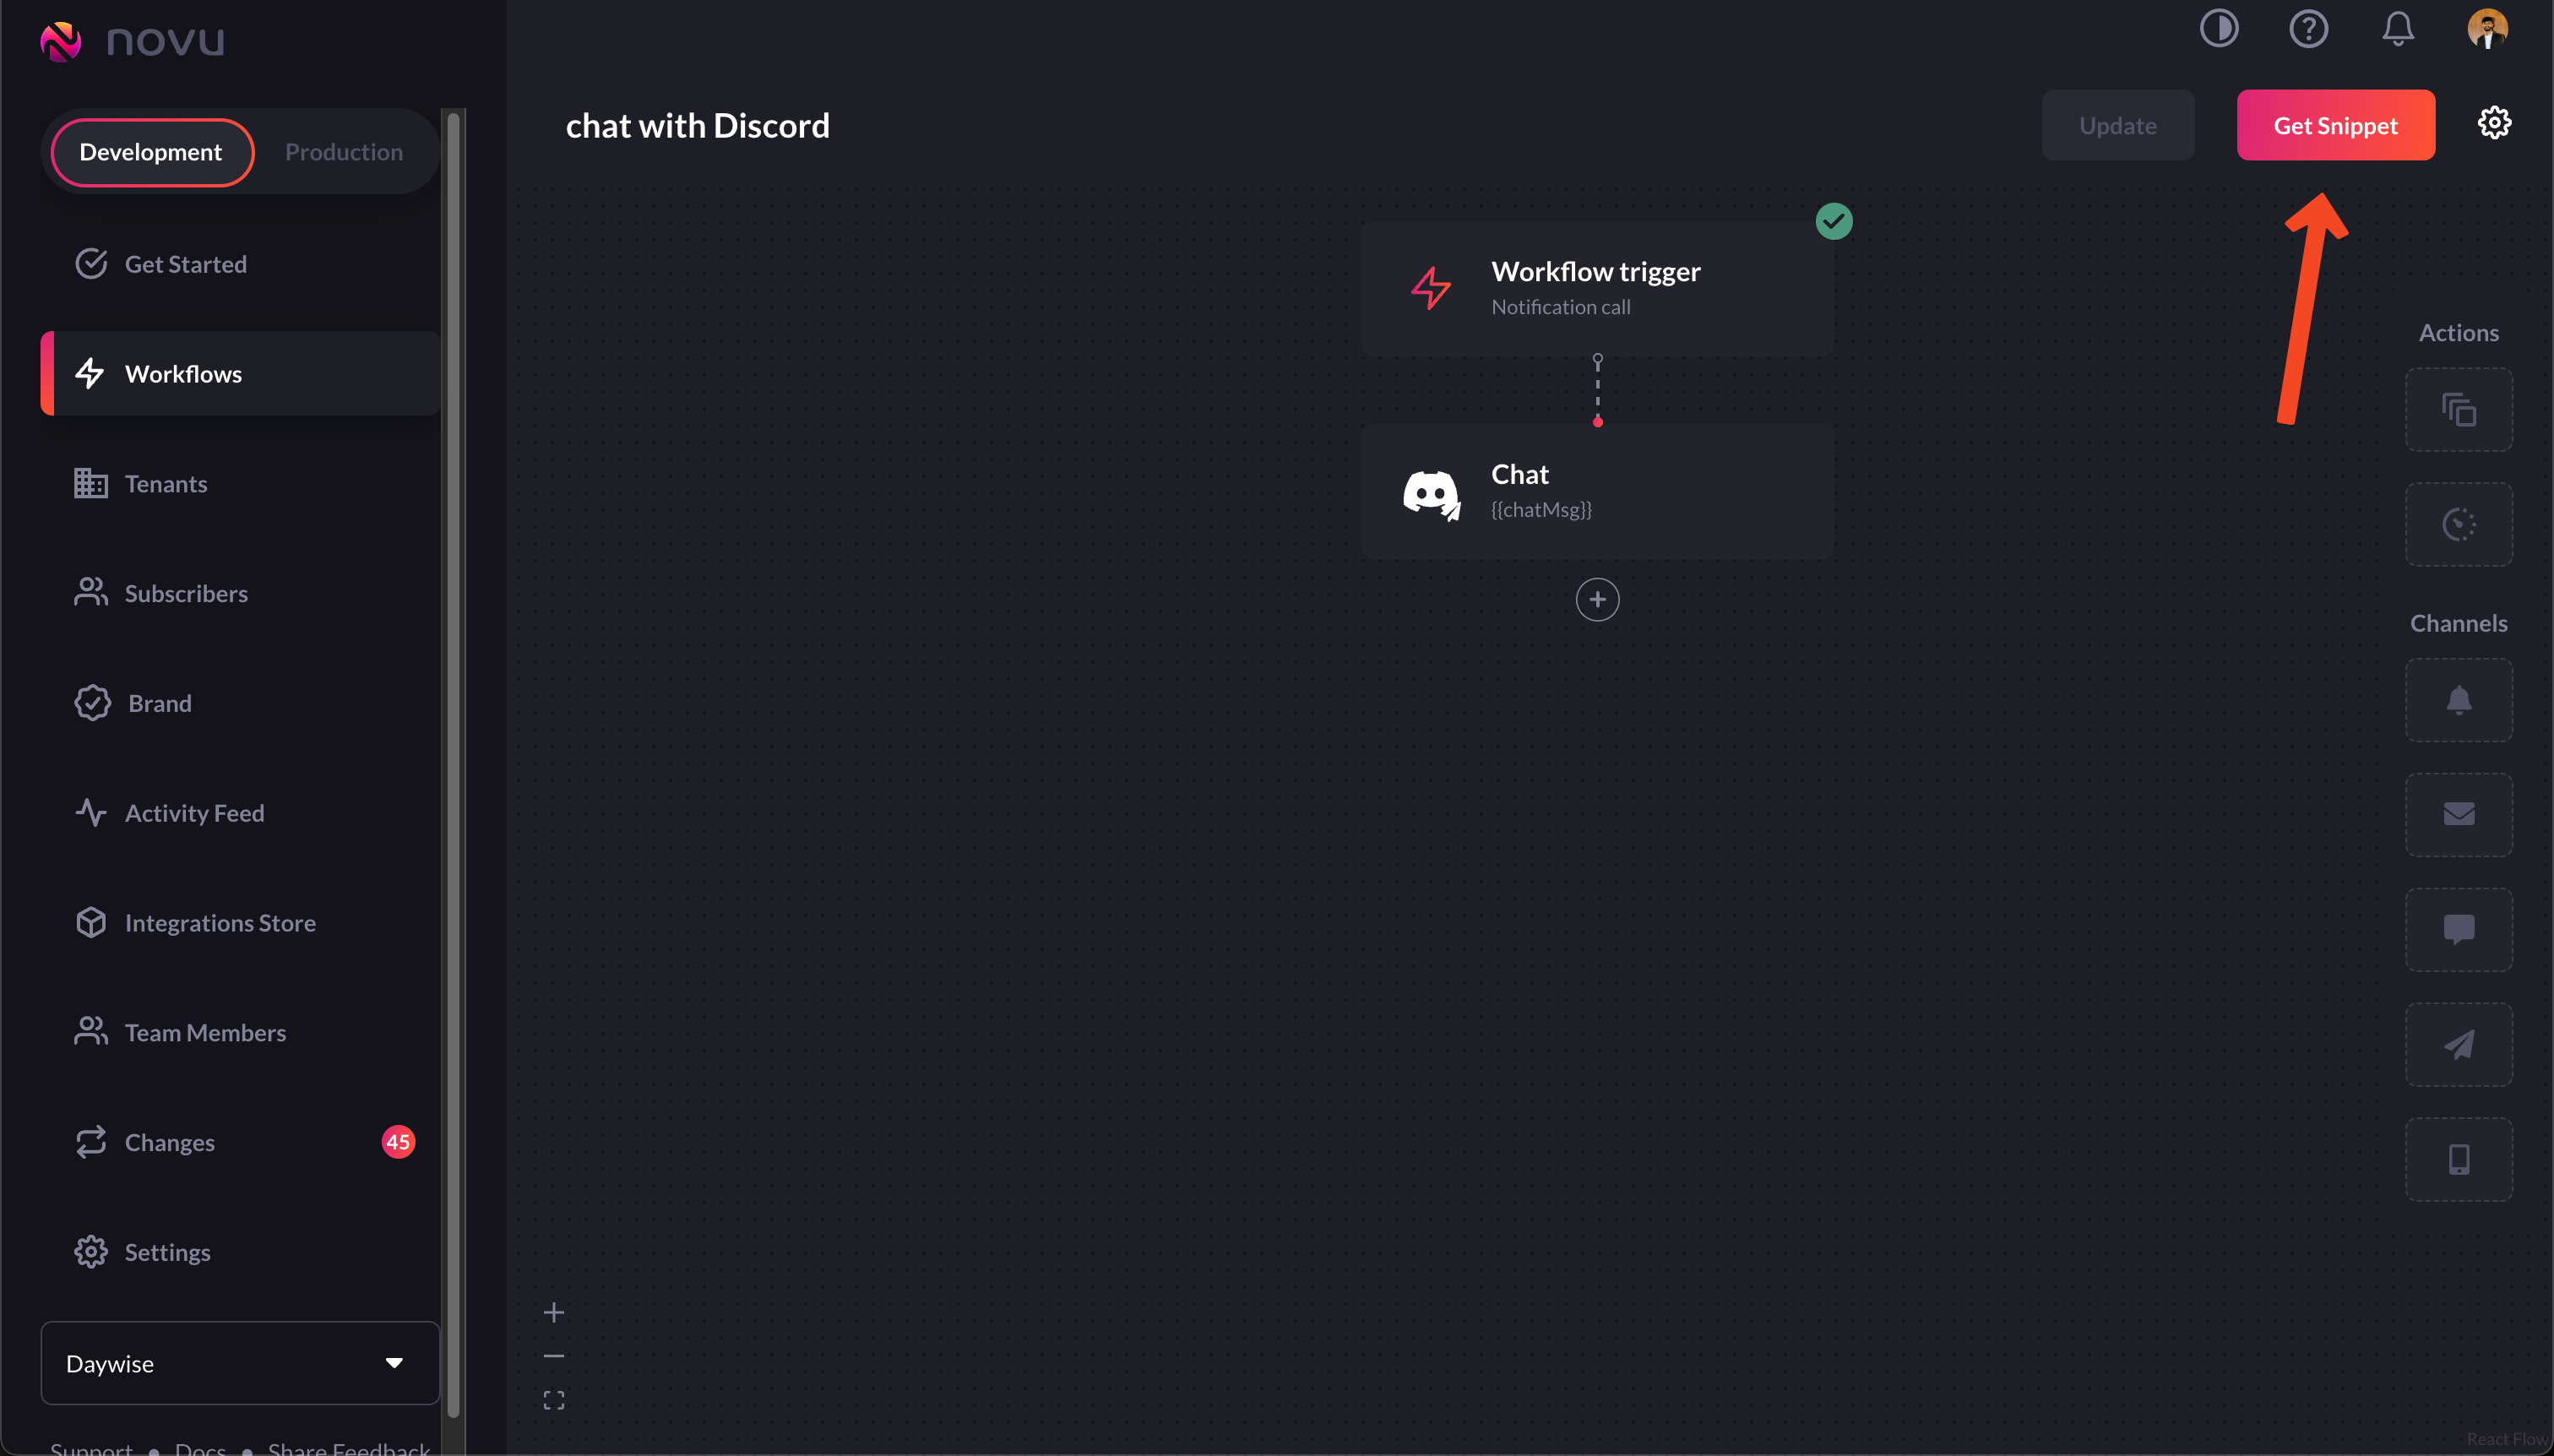 novu
Development
Production
chat with Discord
Update
Get Snippet
Get Started
Workflows
Tenants
Subscribers
Brand
Activity Feed
Integrations Store
Team Members
Changes
45
Settings
Daywise
Support • Docs • Share Feedback
Workflow trigger
Notification call
Chat
{{chatMsg}}
Actions
Channels
React Flow